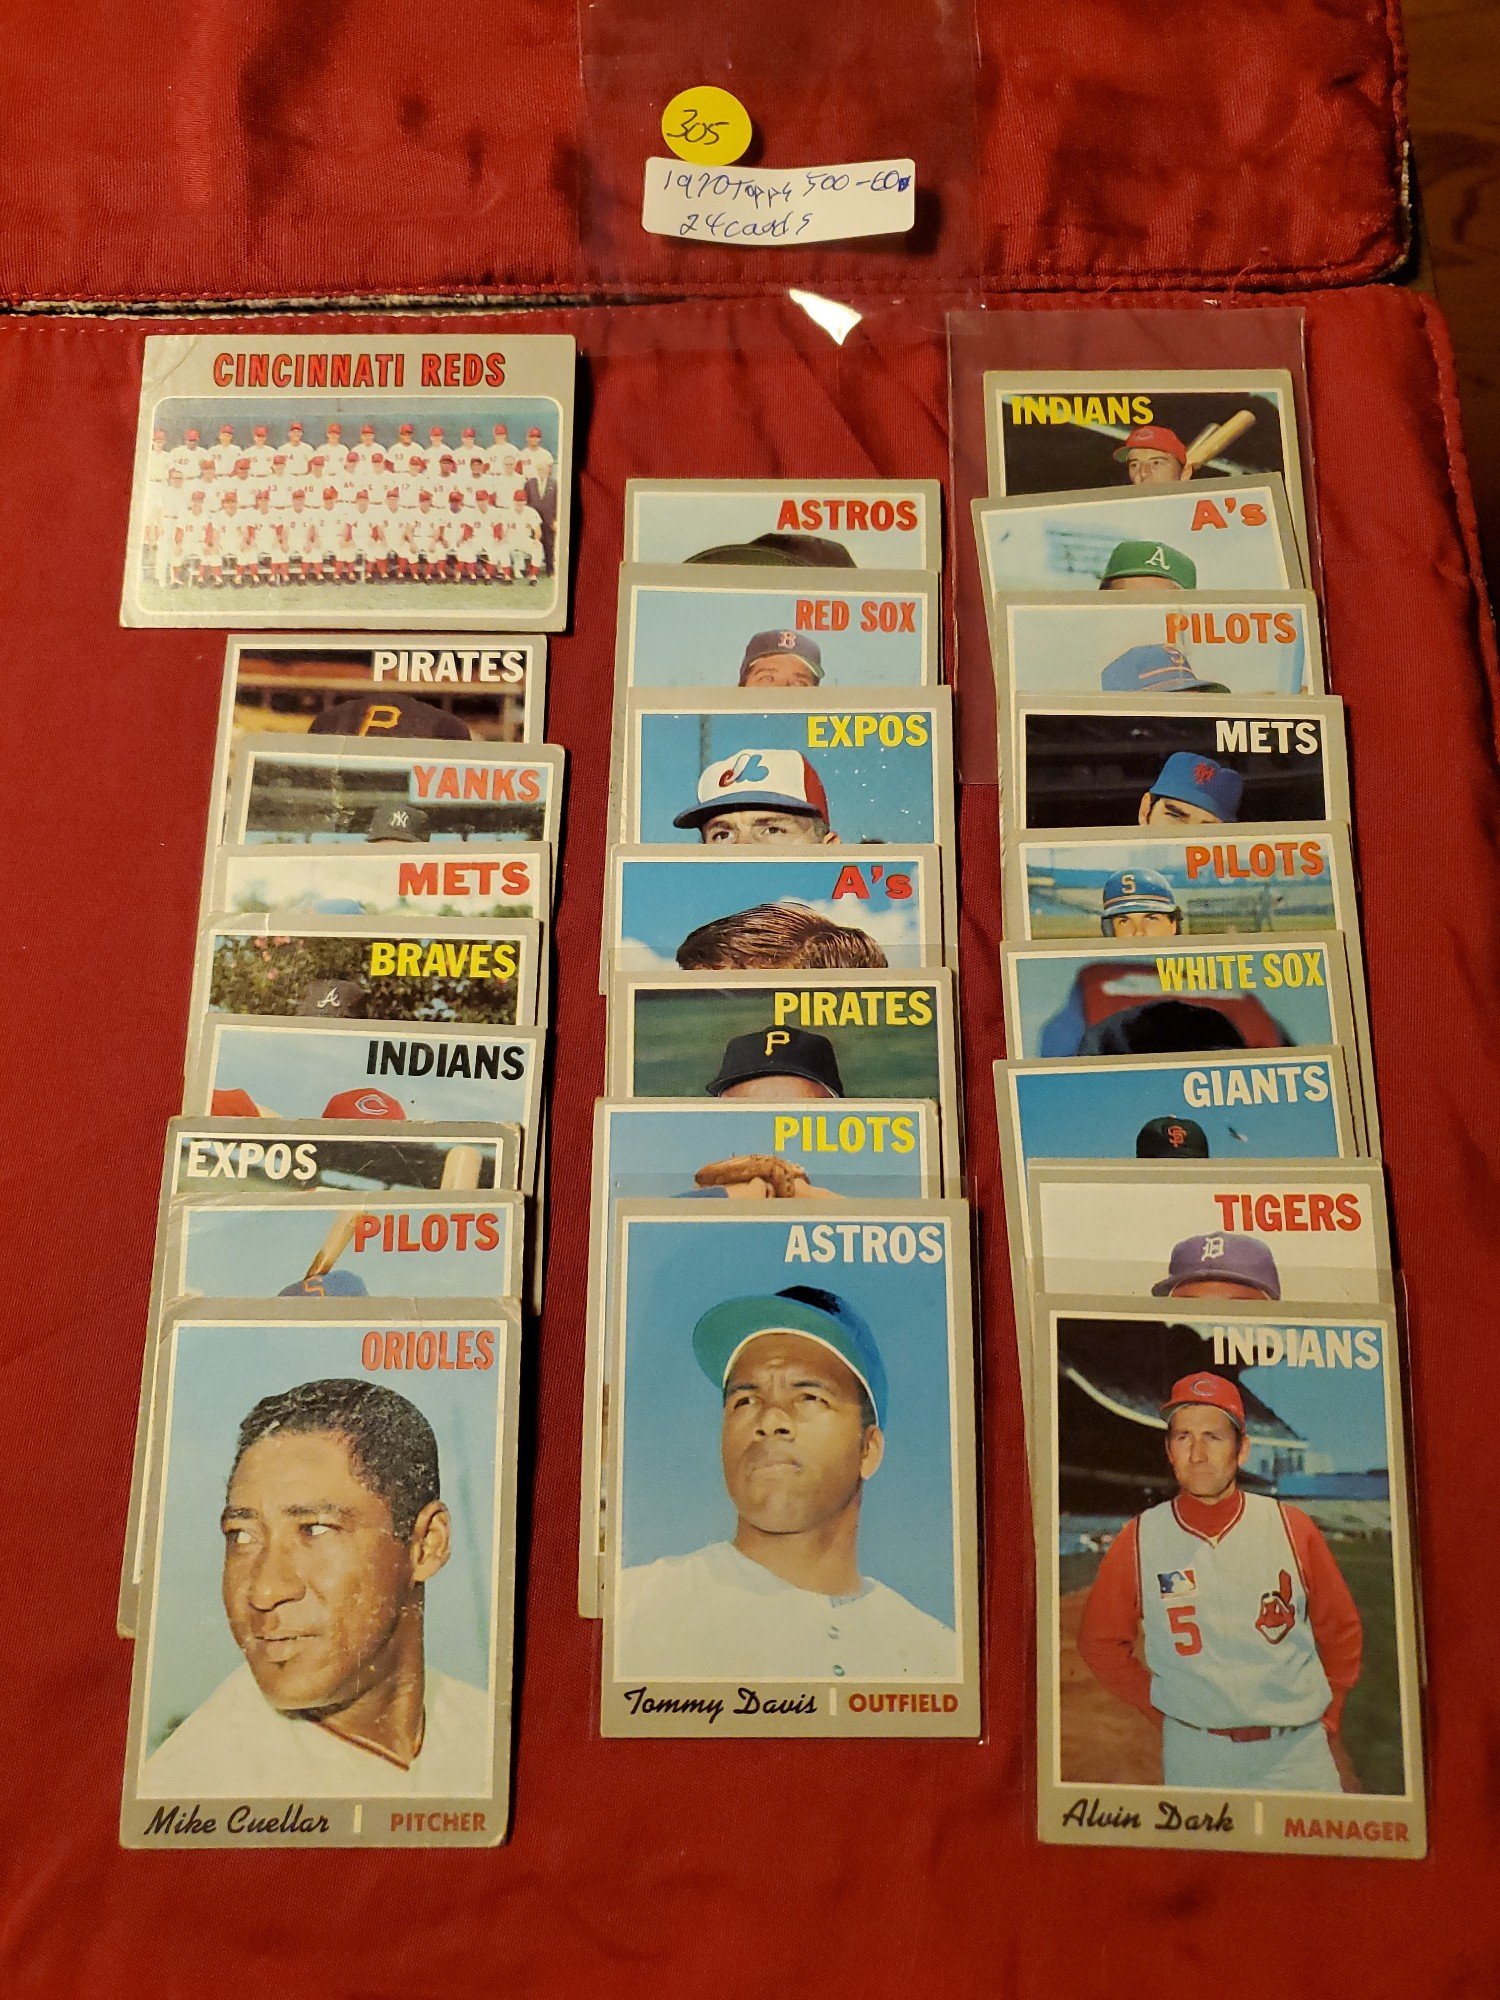 305
1970 Topps 500-600
24 cards
CINCINNATI REDS
PIRATES
YANKS
METS
BRAVES
INDIANS
EXPOS
PILOTS
ORIOLES
Mike Cuellar | PITCHER
ASTROS
RED SOX
EXPOS
A's
PIRATES
PILOTS
ASTROS
Tommy Davis | OUTFIELD
INDIANS
A's
PILOTS
METS
PILOTS
WHITE SOX
GIANTS
TIGERS
INDIANS
5
Alvin Dark | MANAGER